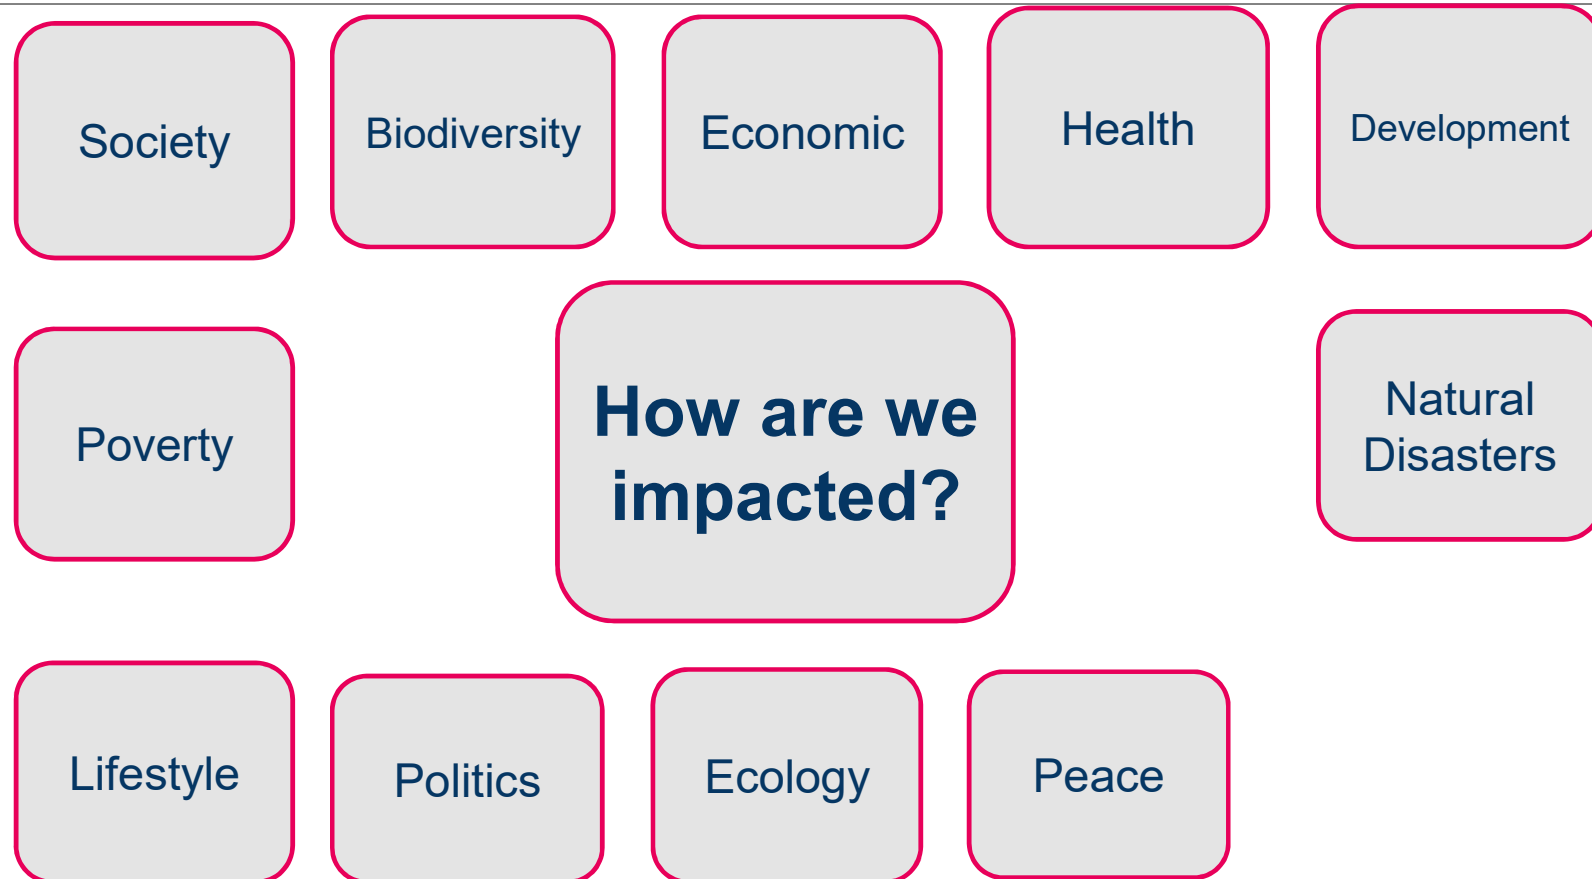 Society
Biodiversity
Economic
Health
Development
Poverty
How are we
impacted?
Natural
Disasters
Lifestyle
Politics
Ecology
Peace